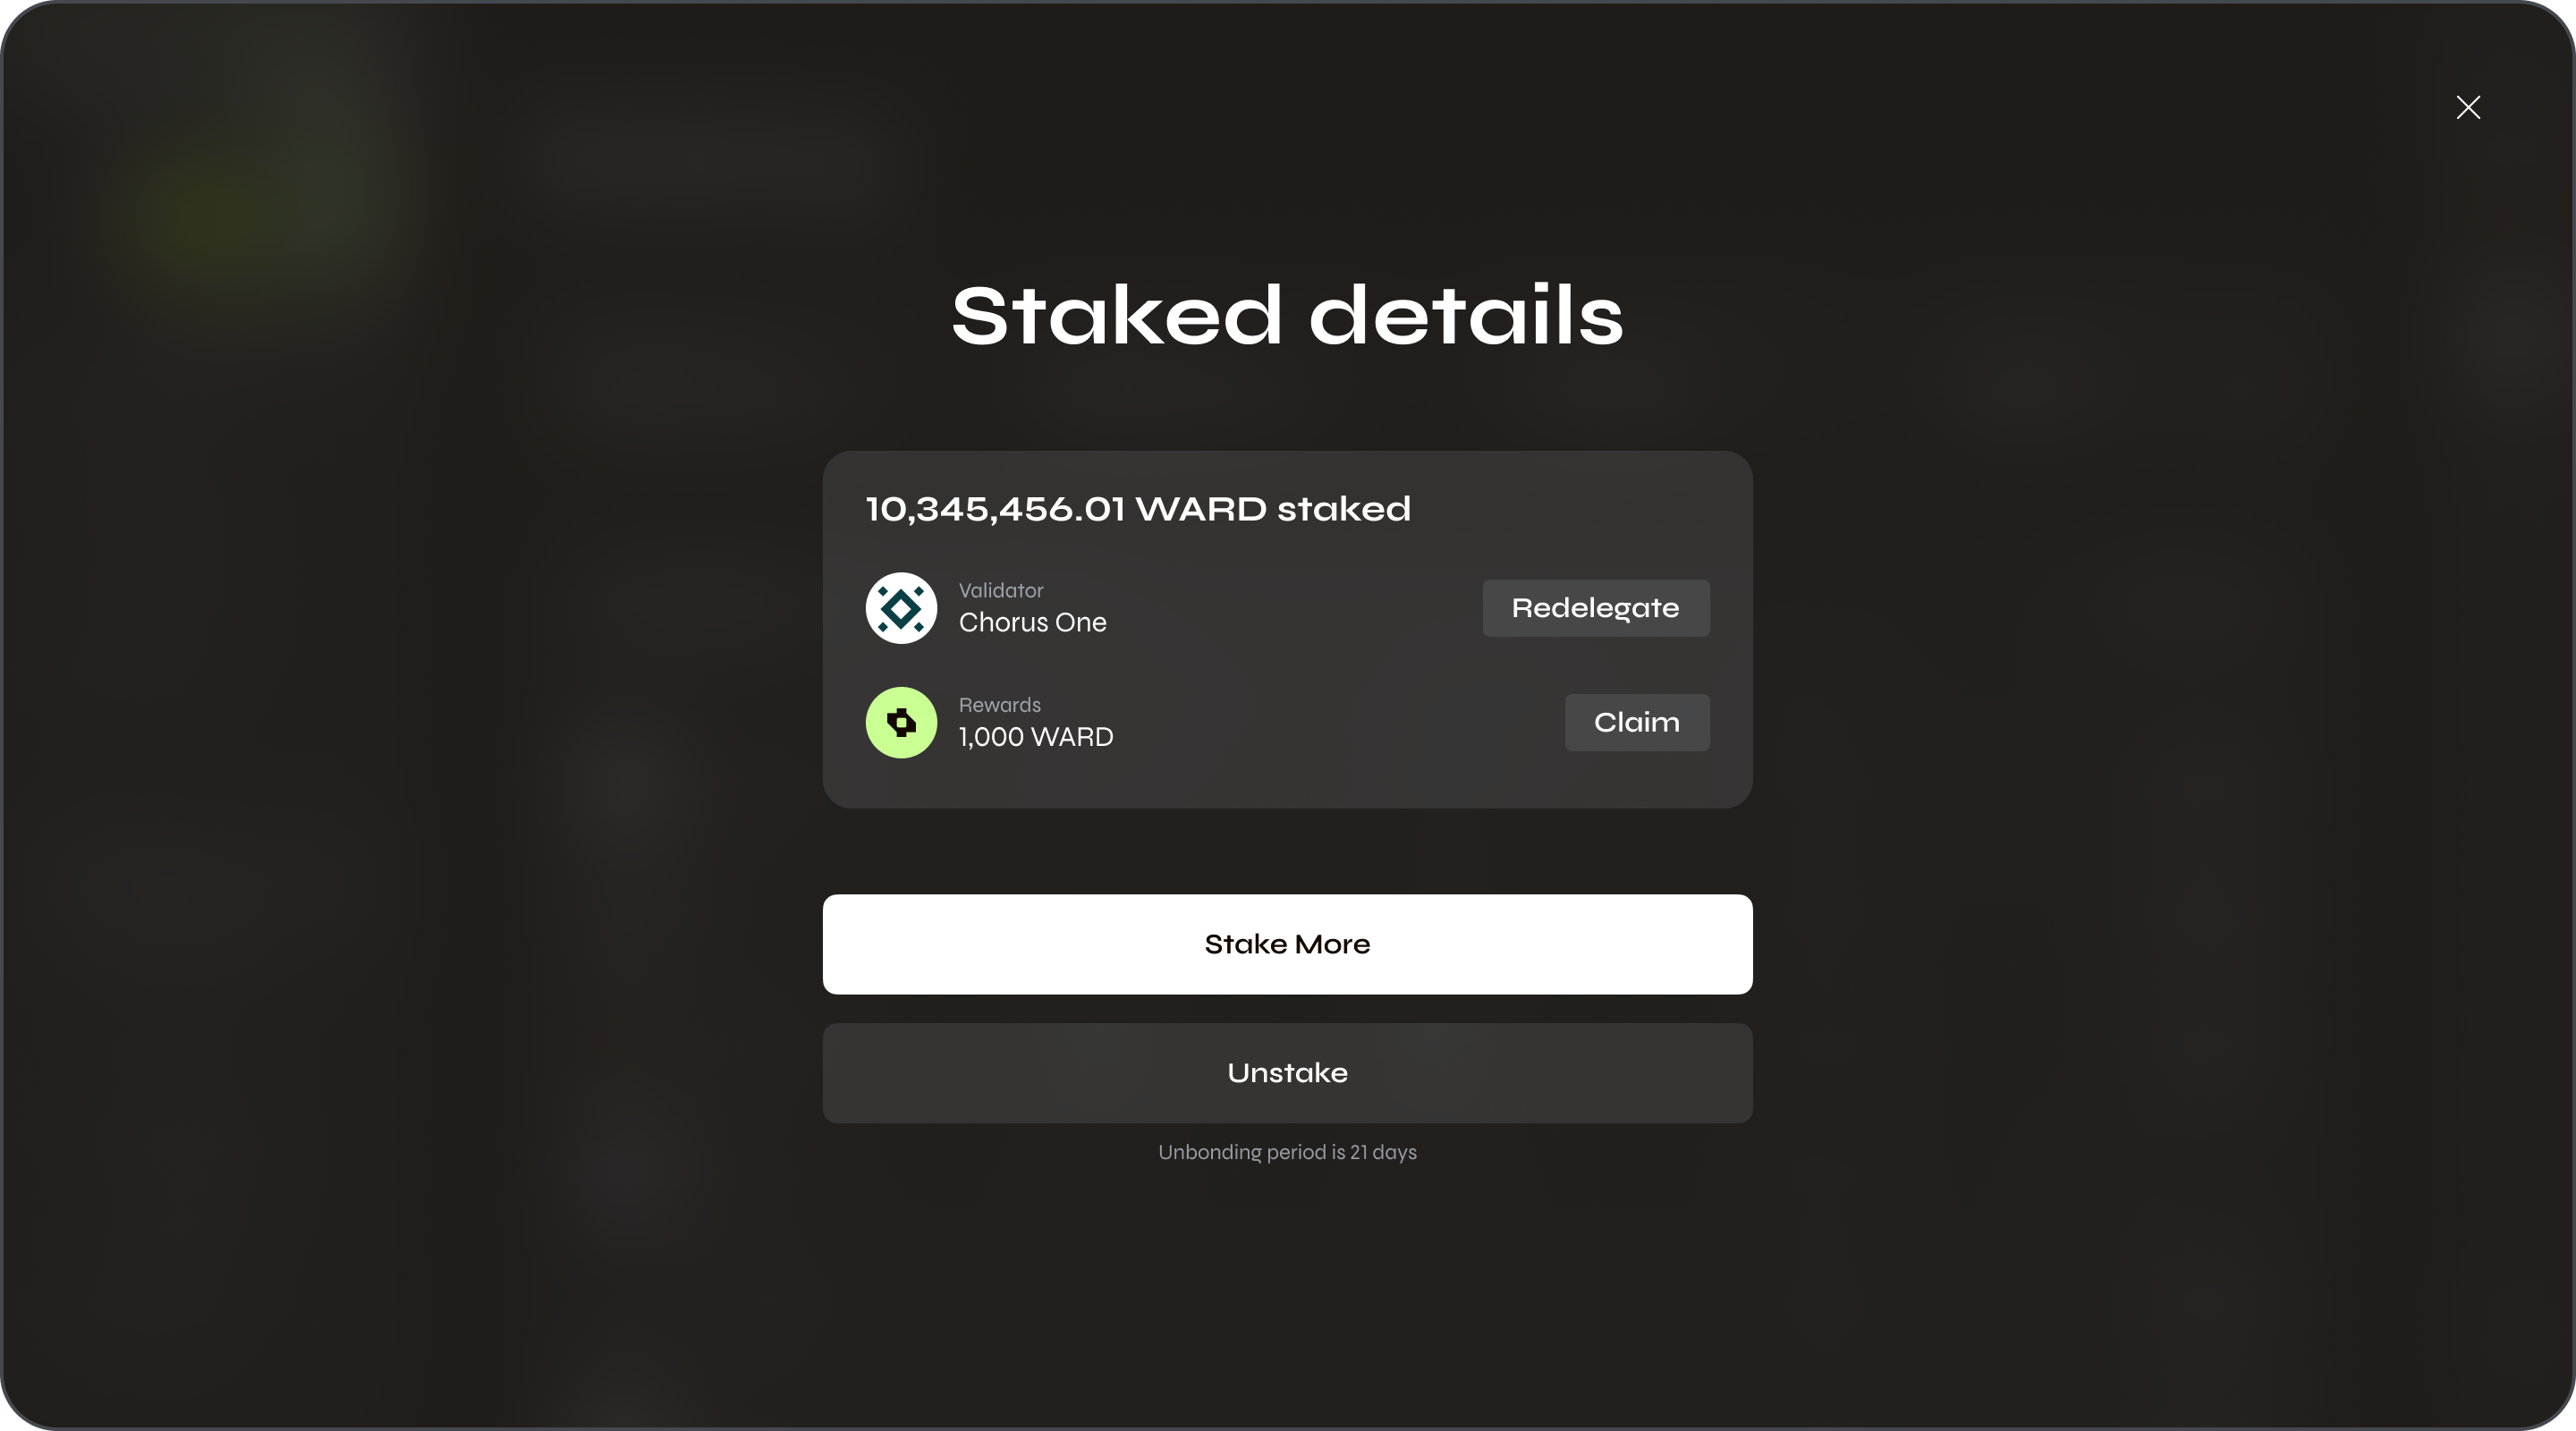 Staked details
10,345,456.01 WARD staked
Validator
Chorus One
Redelegate
Rewards
1,000 WARD
Claim
Stake More
Unstake
Unbonding period is 21 days